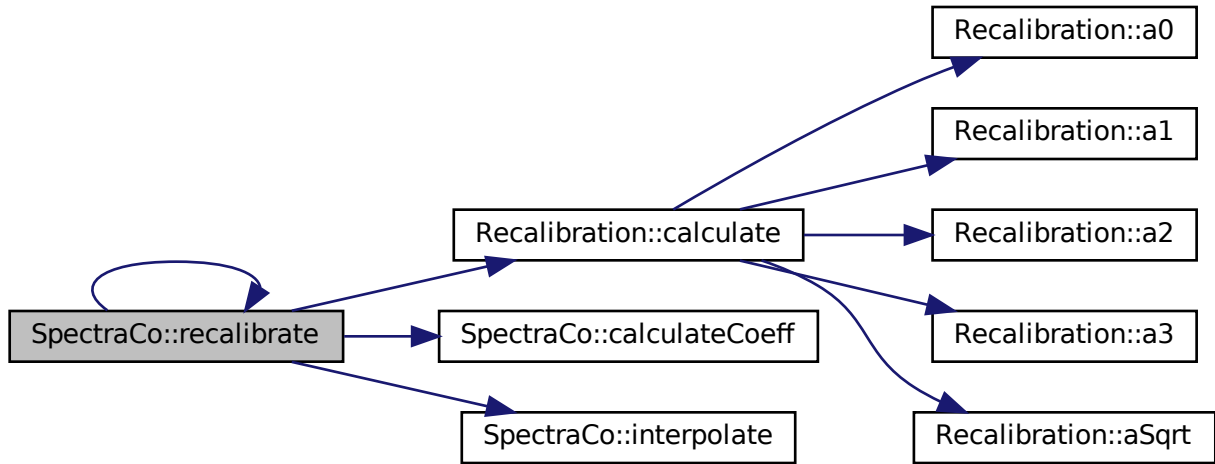 Recalibration::a0
Recalibration::a1
Recalibration::calculate
Recalibration::a2
SpectraCo::recalibrate
SpectraCo::calculateCoeff
Recalibration::a3
SpectraCo::interpolate
Recalibration::aSqrt